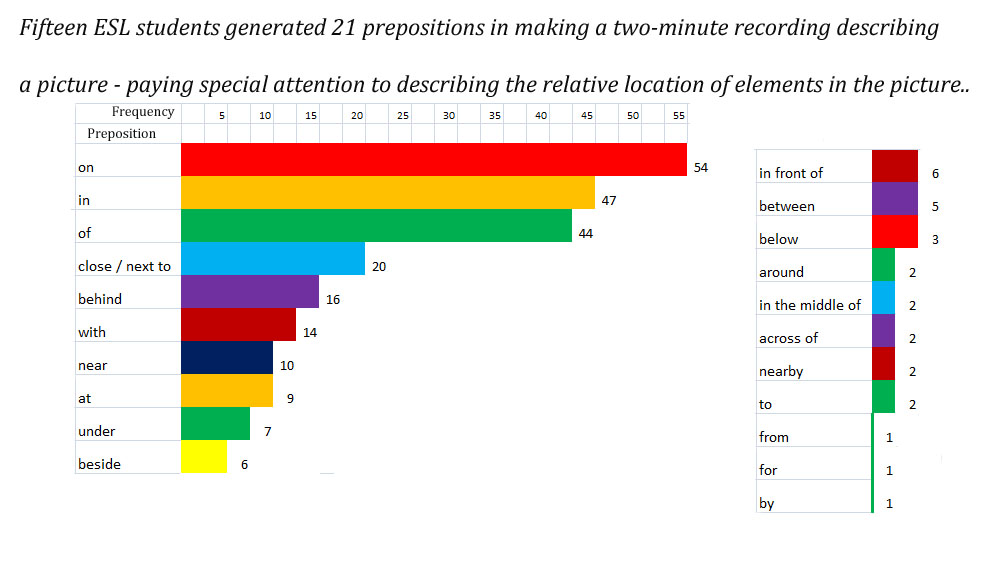 Fifteen ESL students generated 21 prepositions in making a two-minute recording describing
a picture - paying special attention to describing the relative location of elements in the picture..
Frequency 5 10 15 20 25 30 35 40 45 50 55
Preposition
on 54
in 47
of 44
close / next to 20
behind 16
with 14
near 10
at 9
under 7
beside 6
in front of 6
between 5
below 3
around 2
in the middle of 2
across of 2
nearby 2
to 2
from 1
for 1
by 1